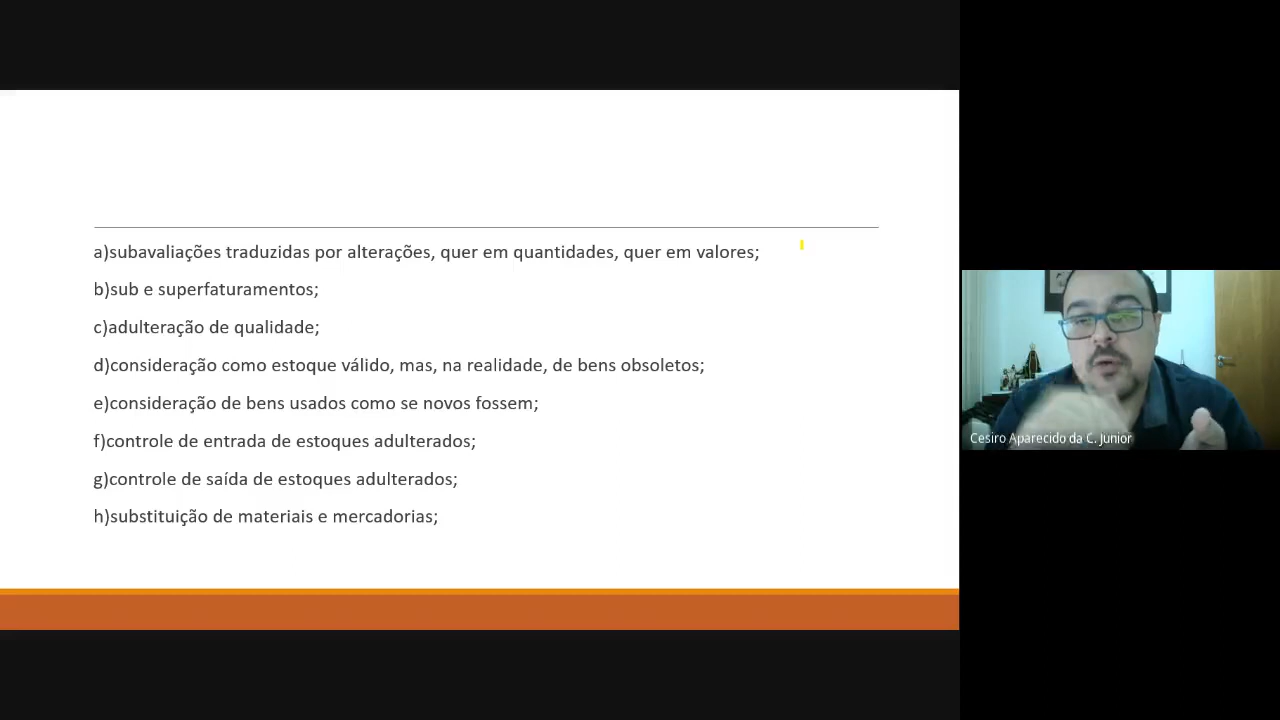 a)subavaliações traduzidas por alterações, quer em quantidades, quer em valores;
b)sub e superfaturamentos;
c)adulteração de qualidade;
d)consideração como estoque válido, mas, na realidade, de bens obsoletos;
e)consideração de bens usados como se novos fossem;
f)controle de entrada de estoques adulterados;
g)controle de saída de estoques adulterados;
h)substituição de materiais e mercadorias;
Cesiro Aparecido da C. Junior